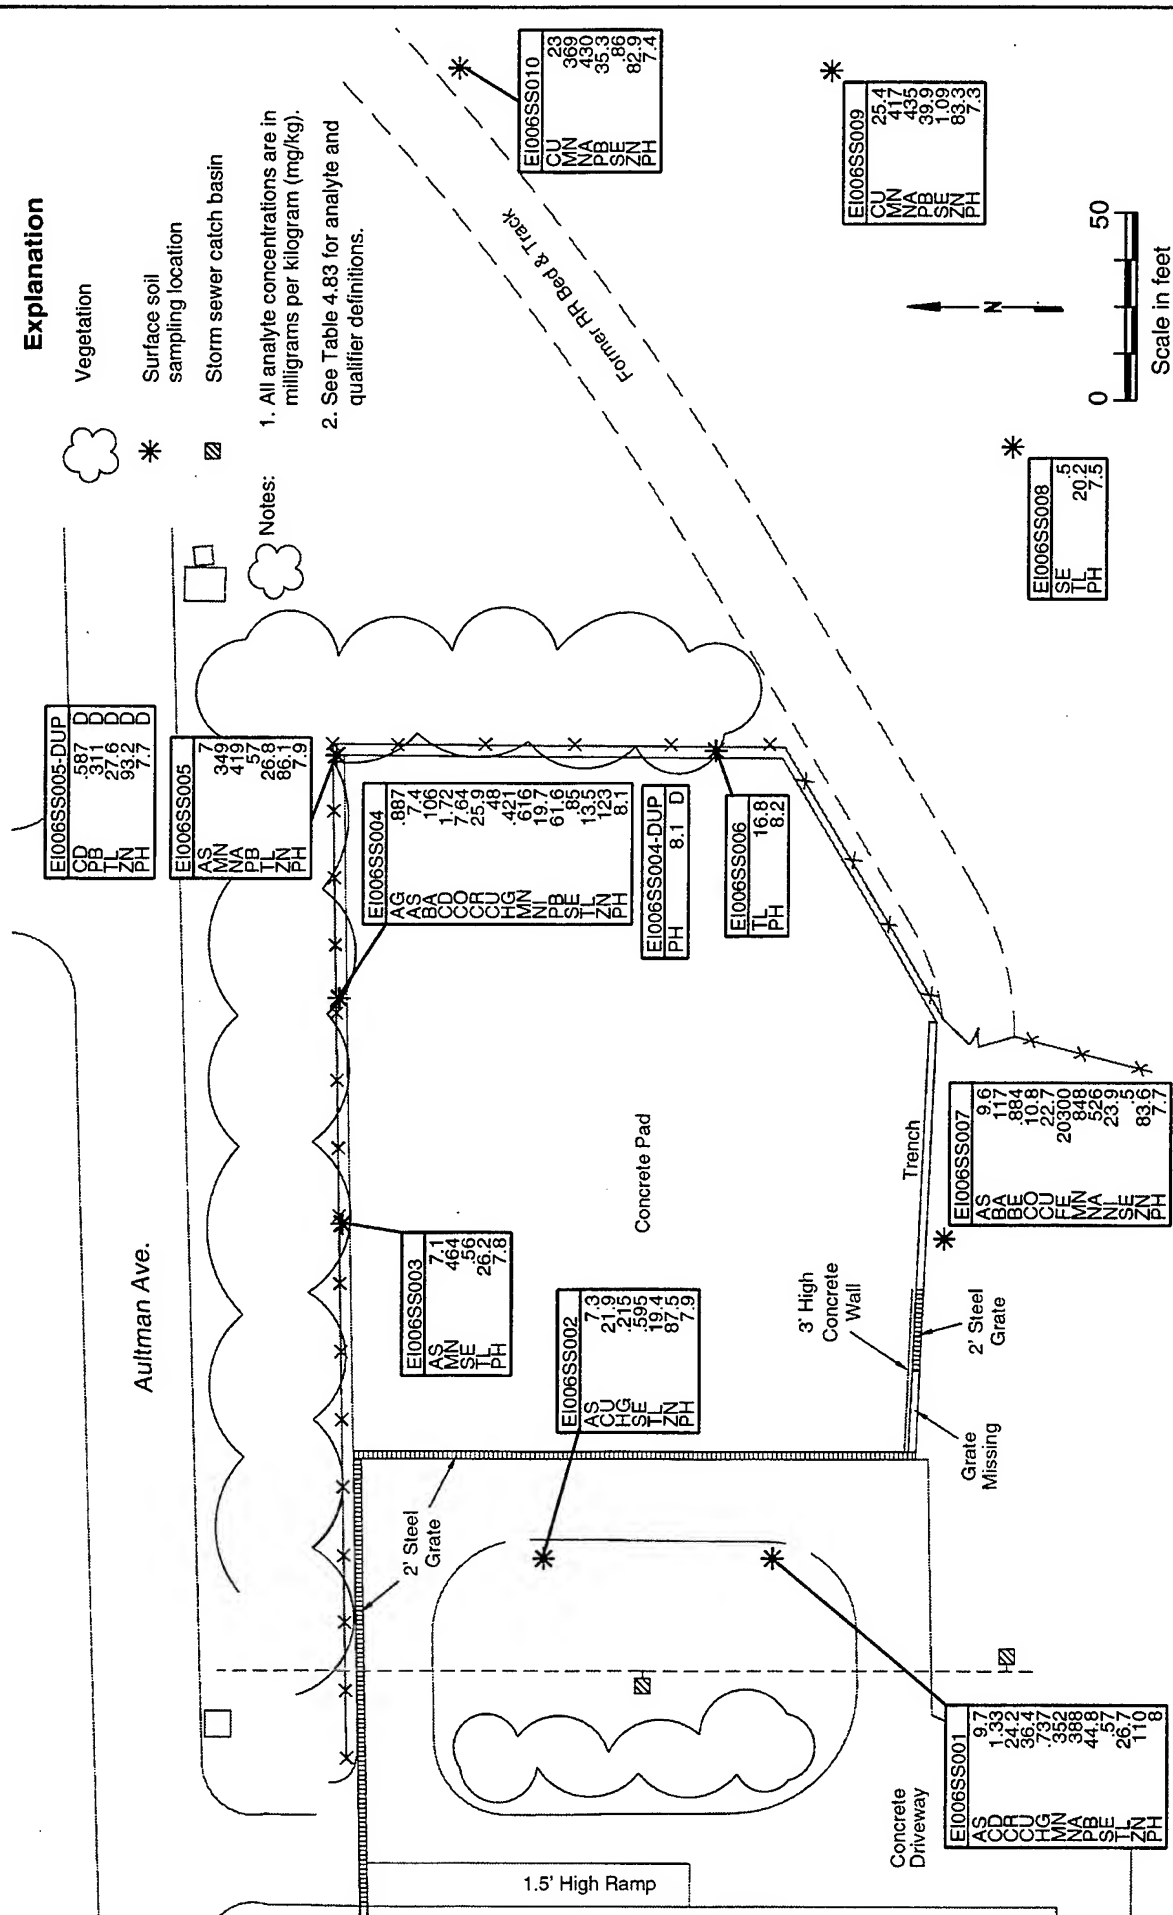 Explanation
Vegetation
Surface soil
sampling location
Storm sewer catch basin
Notes:
1. All analyte concentrations are in
milligrams per kilogram (mg/kg).
2. See Table 4.83 for analyte and
qualifier definitions.
Aultman Ave.
EI006SS005-DUP
CD .587 D
PB 311 D
TL 27.6 D
ZN 93.2 D
PH 7.7 D
EI006SS005
AS 7
MN 349
NA 419
PB 57
TL 26.8
ZN 86.1
PH 7.9
EI006SS004
AG .887
AS 7.4
BA 106
CD 1.72
CO 7.64
CR 25.9
CU 48
HG .421
MN 616
NI 19.7
PB 61.6
SE .85
TL 13.5
ZN 123
PH 8.1
EI006SS004-DUP
PH 8.1 D
EI006SS006
TL 16.8
PH 8.2
EI006SS003
AS 7.1
MN 464
SE .56
TL 26.2
PH 7.8
EI006SS002
AS 7.3
CU 21.9
HG .215
SE .595
TL 19.4
ZN 87.5
PH 7.9
EI006SS010
CU 23
MN 369
NA 430
PB 35.3
SE .86
ZN 82.9
PH 7.4
EI006SS009
CU 25.4
MN 417
NA 435
PB 39.9
SE 1.09
ZN 83.3
PH 7.3
EI006SS008
SE .5
TL 20.2
PH 7.5
EI006SS007
AS 9.6
BA 117
BE .884
CO 10.8
CU 22.7
FE 20300
MN 848
NA 526
NI 23.9
SE .5
ZN 83.6
PH 7.7
EI006SS001
AS 9.7
CD 1.33
CR 24.2
CU 36.4
HG .737
MN 352
NA 388
PB 44.8
SE .57
TL 26.7
ZN 110
PH 8
Former RR Bed & Track
Concrete Pad
Trench
3' High
Concrete
Wall
2' Steel
Grate
Grate
Missing
2' Steel
Grate
Concrete
Driveway
1.5' High Ramp
N
0 50
Scale in feet